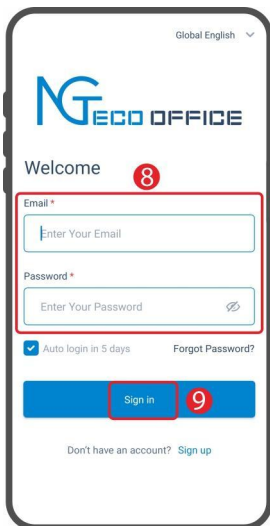 Global English
NGTECO OFFICE
Welcome
8
Email *
Enter Your Email
Password *
Enter Your Password
Auto login in 5 days Forgot Password?
Sign in 9
Don't have an account? Sign up